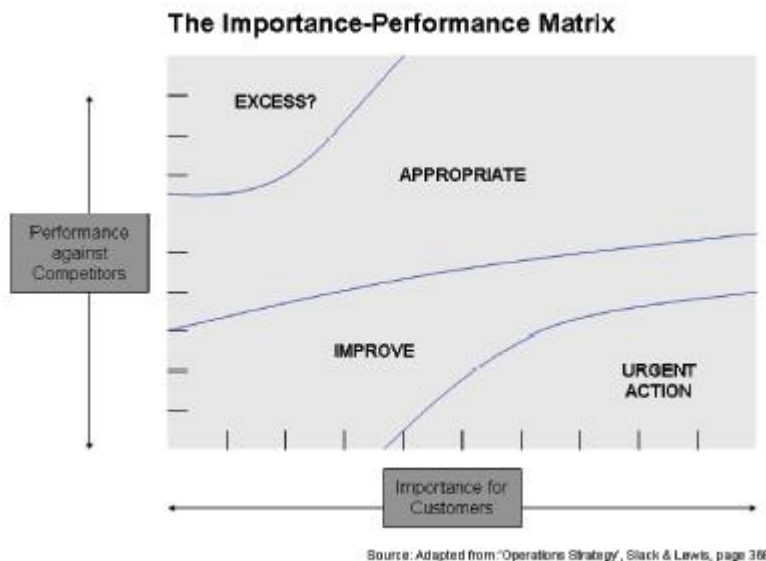 The Importance-Performance Matrix
EXCESS?
APPROPRIATE
Performance
against
Competitors
IMPROVE
URGENT
ACTION
Importance for
Customers
Source: Adapted from 'Operations Strategy', Slack & Lewis, page